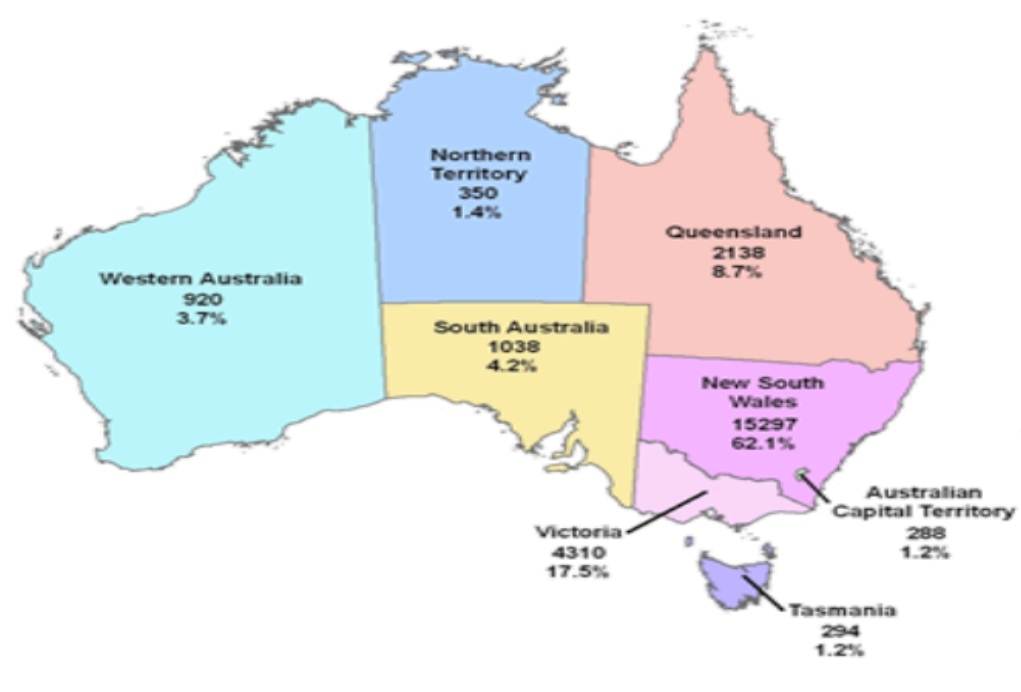 Northern
Territory
350
1.4%
Queensland
2138
8.7%
Western Australia
920
3.7%
South Australia
1038
4.2%
New South
Wales
15297
62.1%
Australian
Capital Territory
288
1.2%
Victoria
4310
17.5%
Tasmania
294
1.2%